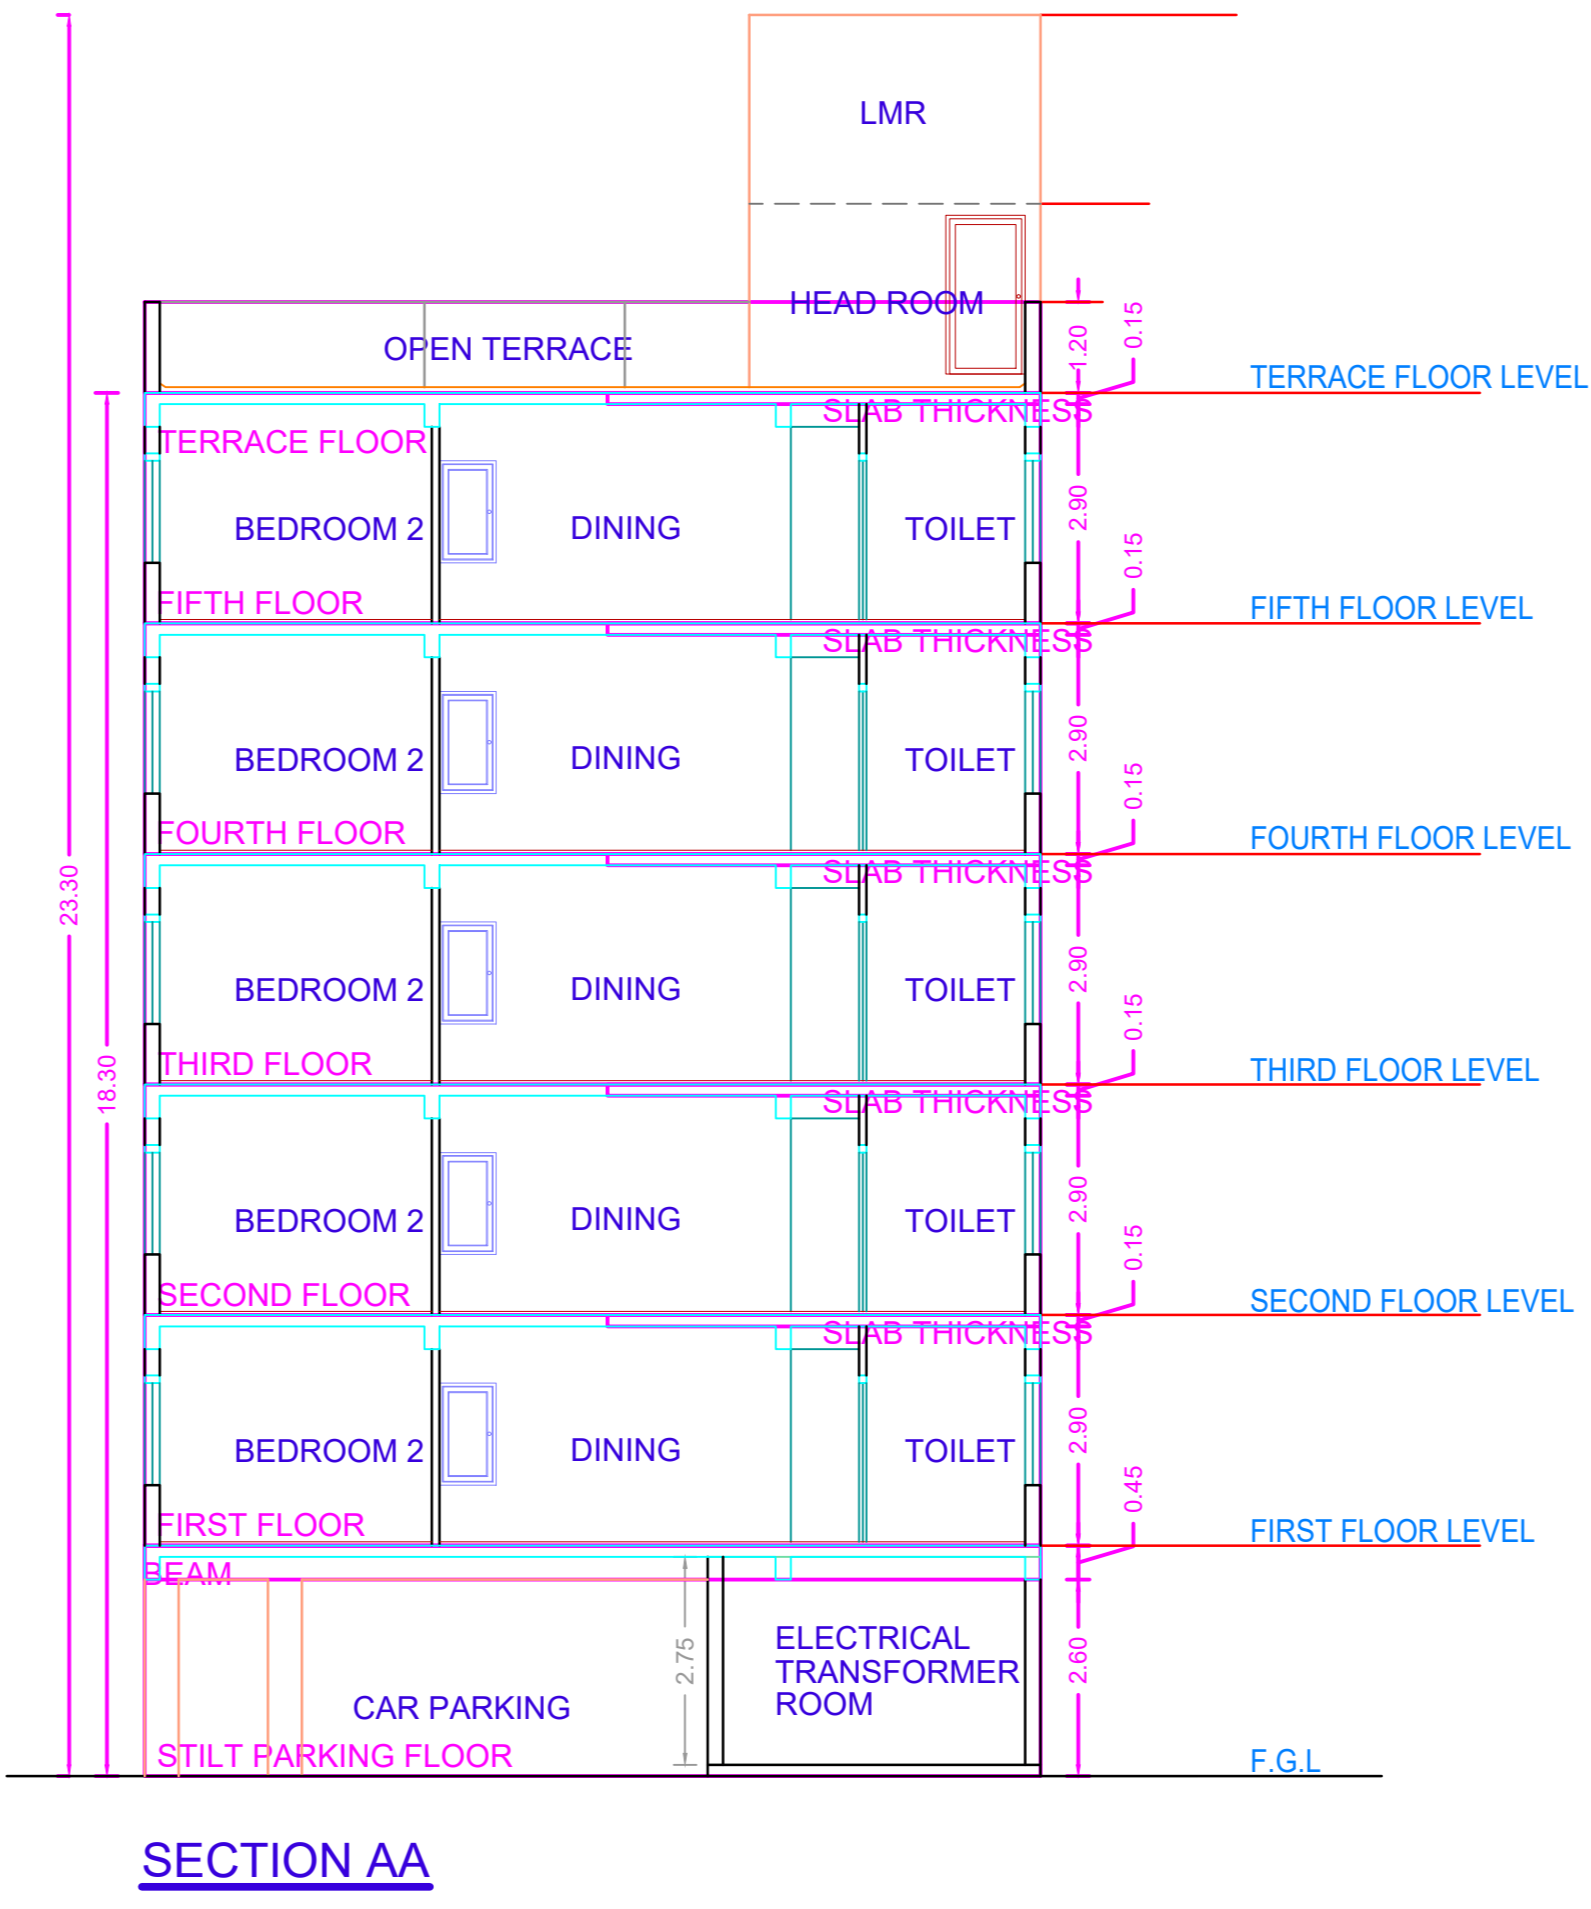 LMR
HEAD ROOM
OPEN TERRACE
1.20
0.15
TERRACE FLOOR LEVEL
SLAB THICKNESS
TERRACE FLOOR
BEDROOM 2
DINING
TOILET
2.90
0.15
FIFTH FLOOR
FIFTH FLOOR LEVEL
SLAB THICKNESS
BEDROOM 2
DINING
TOILET
2.90
0.15
FOURTH FLOOR
FOURTH FLOOR LEVEL
SLAB THICKNESS
23.30
BEDROOM 2
DINING
TOILET
2.90
0.15
THIRD FLOOR
THIRD FLOOR LEVEL
18.30
SLAB THICKNESS
BEDROOM 2
DINING
TOILET
2.90
0.15
SECOND FLOOR
SECOND FLOOR LEVEL
SLAB THICKNESS
BEDROOM 2
DINING
TOILET
2.90
0.45
FIRST FLOOR
FIRST FLOOR LEVEL
BEAM
2.75
ELECTRICAL
TRANSFORMER
ROOM
2.60
CAR PARKING
STILT PARKING FLOOR
F.G.L
SECTION AA